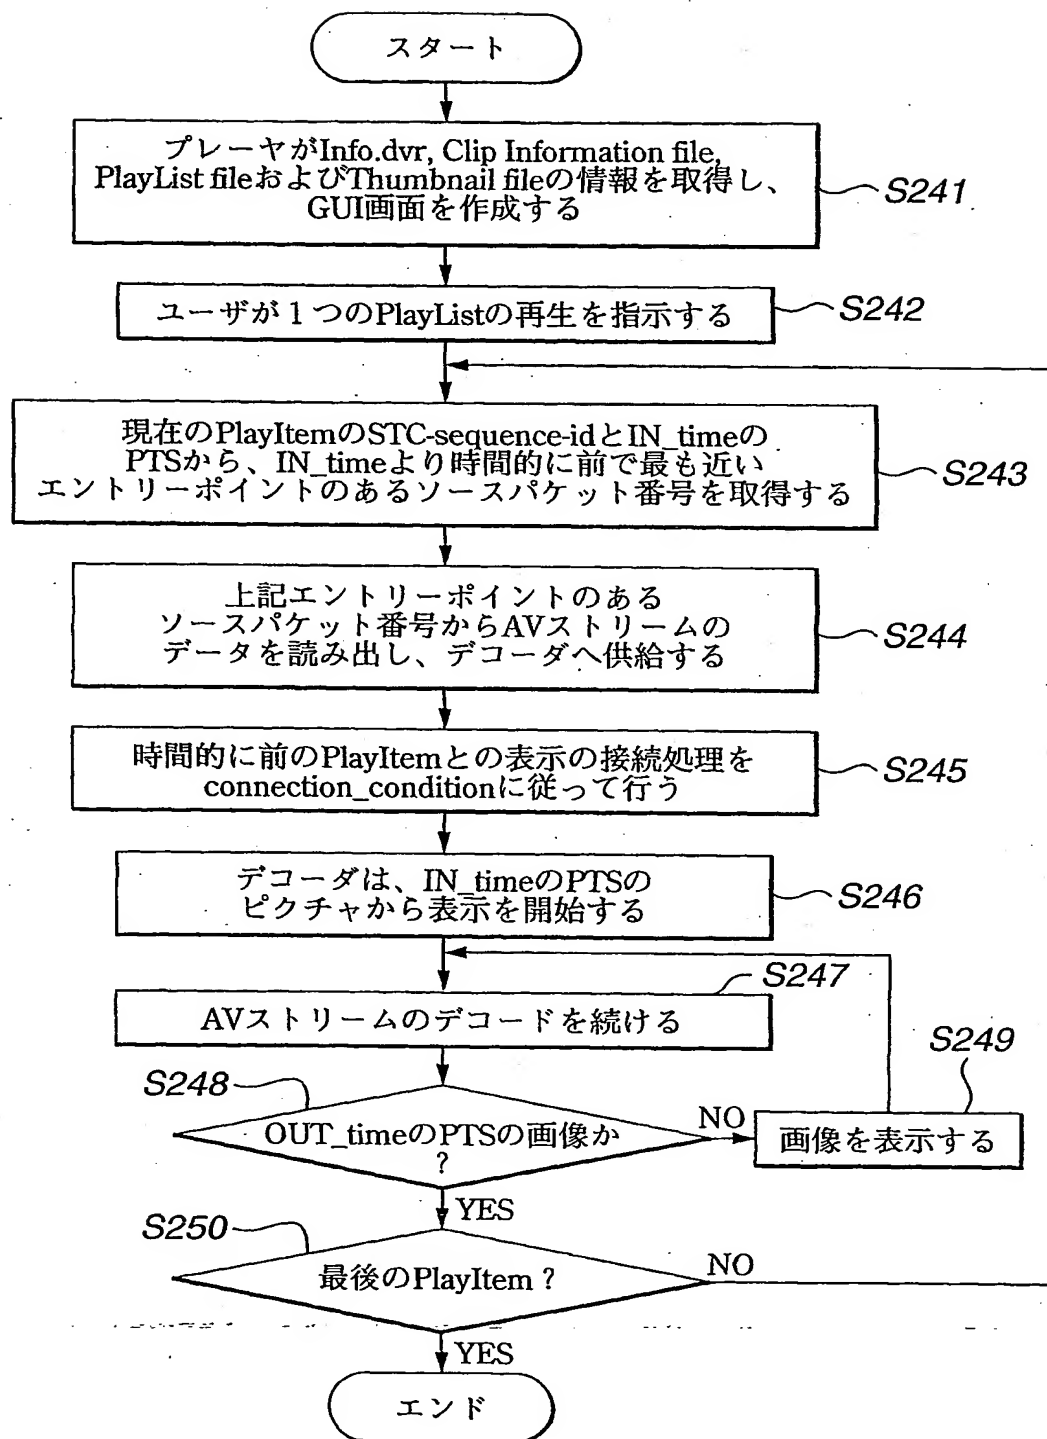 スタート
プレーヤがInfo.dvr, Clip Information file,
PlayList fileおよびThumbnail fileの情報を取得し、
GUI画面を作成する
S241
ユーザが1つのPlayListの再生を指示する
S242
現在のPlayItemのSTC-sequence-idとIN_timeの
PTSから、IN_timeより時間的に前で最も近い
エントリーポイントのあるソースパケット番号を取得する
S243
上記エントリーポイントのある
ソースパケット番号からAVストリームの
データを読み出し、デコーダへ供給する
S244
時間的に前のPlayItemとの表示の接続処理を
connection_conditionに従って行う
S245
デコーダは、IN_timeのPTSの
ピクチャから表示を開始する
S246
S247
AVストリームのデコードを続ける
S249
S248
OUT_timeのPTSの画像か
?
NO
画像を表示する
YES
S250
最後のPlayItem ?
NO
YES
エンド